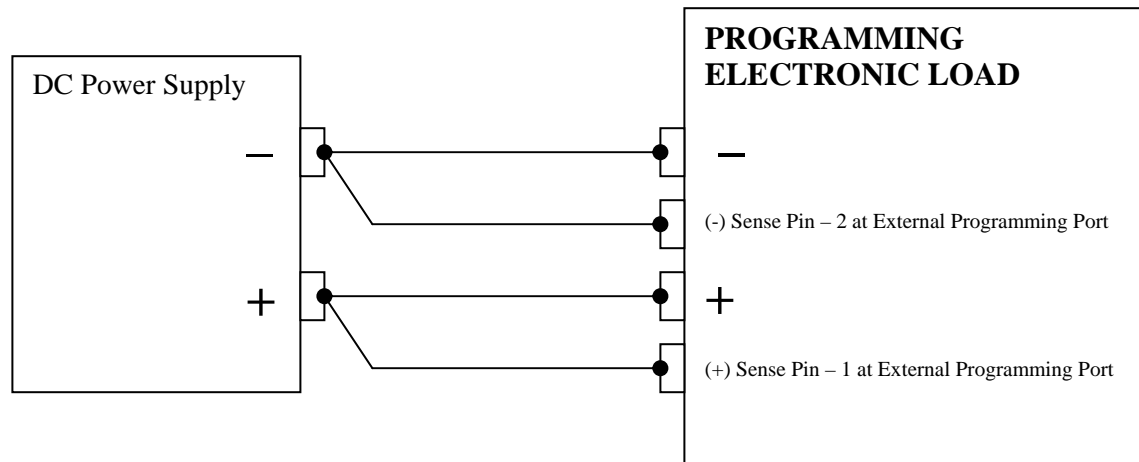 PROGRAMMING
ELECTRONIC LOAD
DC Power Supply
–
–
(-) Sense Pin – 2 at External Programming Port
+
+
(+) Sense Pin – 1 at External Programming Port